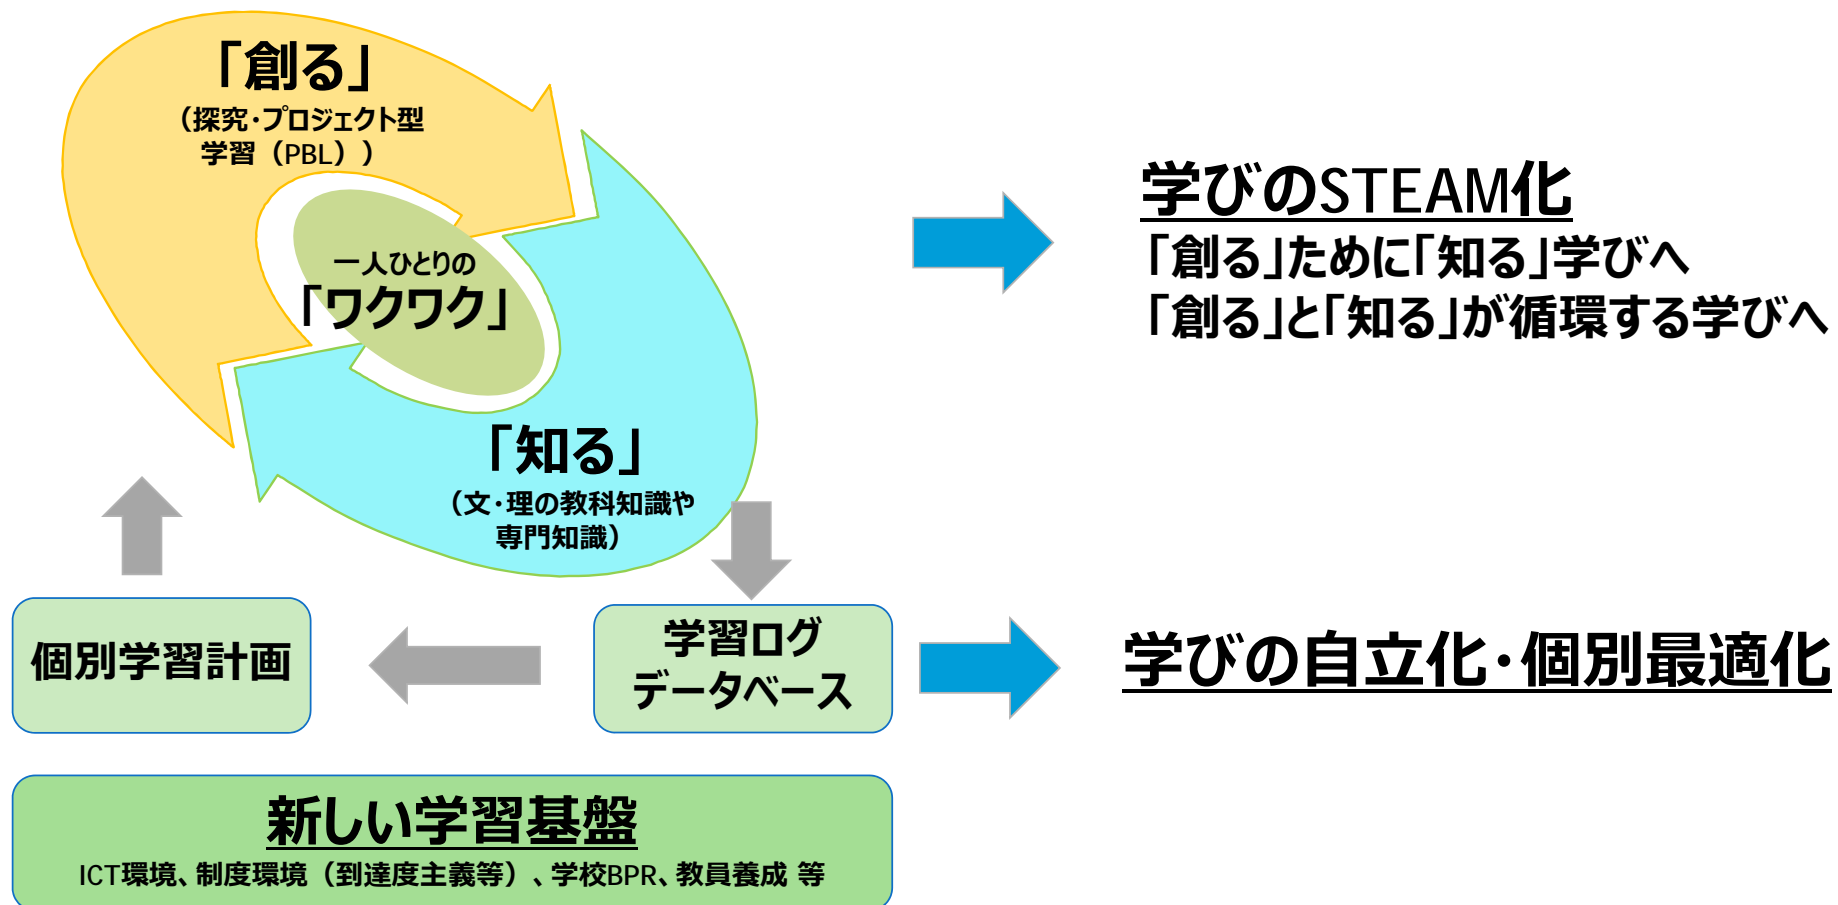 「創る」
（探究・プロジェクト型
学習（PBL））
一人ひとりの
「ワクワク」
「知る」
（文・理の教科知識や
専門知識）
学びのSTEAM化
「創る」ために「知る」学びへ
「創る」と「知る」が循環する学びへ
個別学習計画
学習ログ
データベース
学びの自立化・個別最適化
新しい学習基盤
ICT環境、制度環境（到達度主義等）、学校BPR、教員養成 等